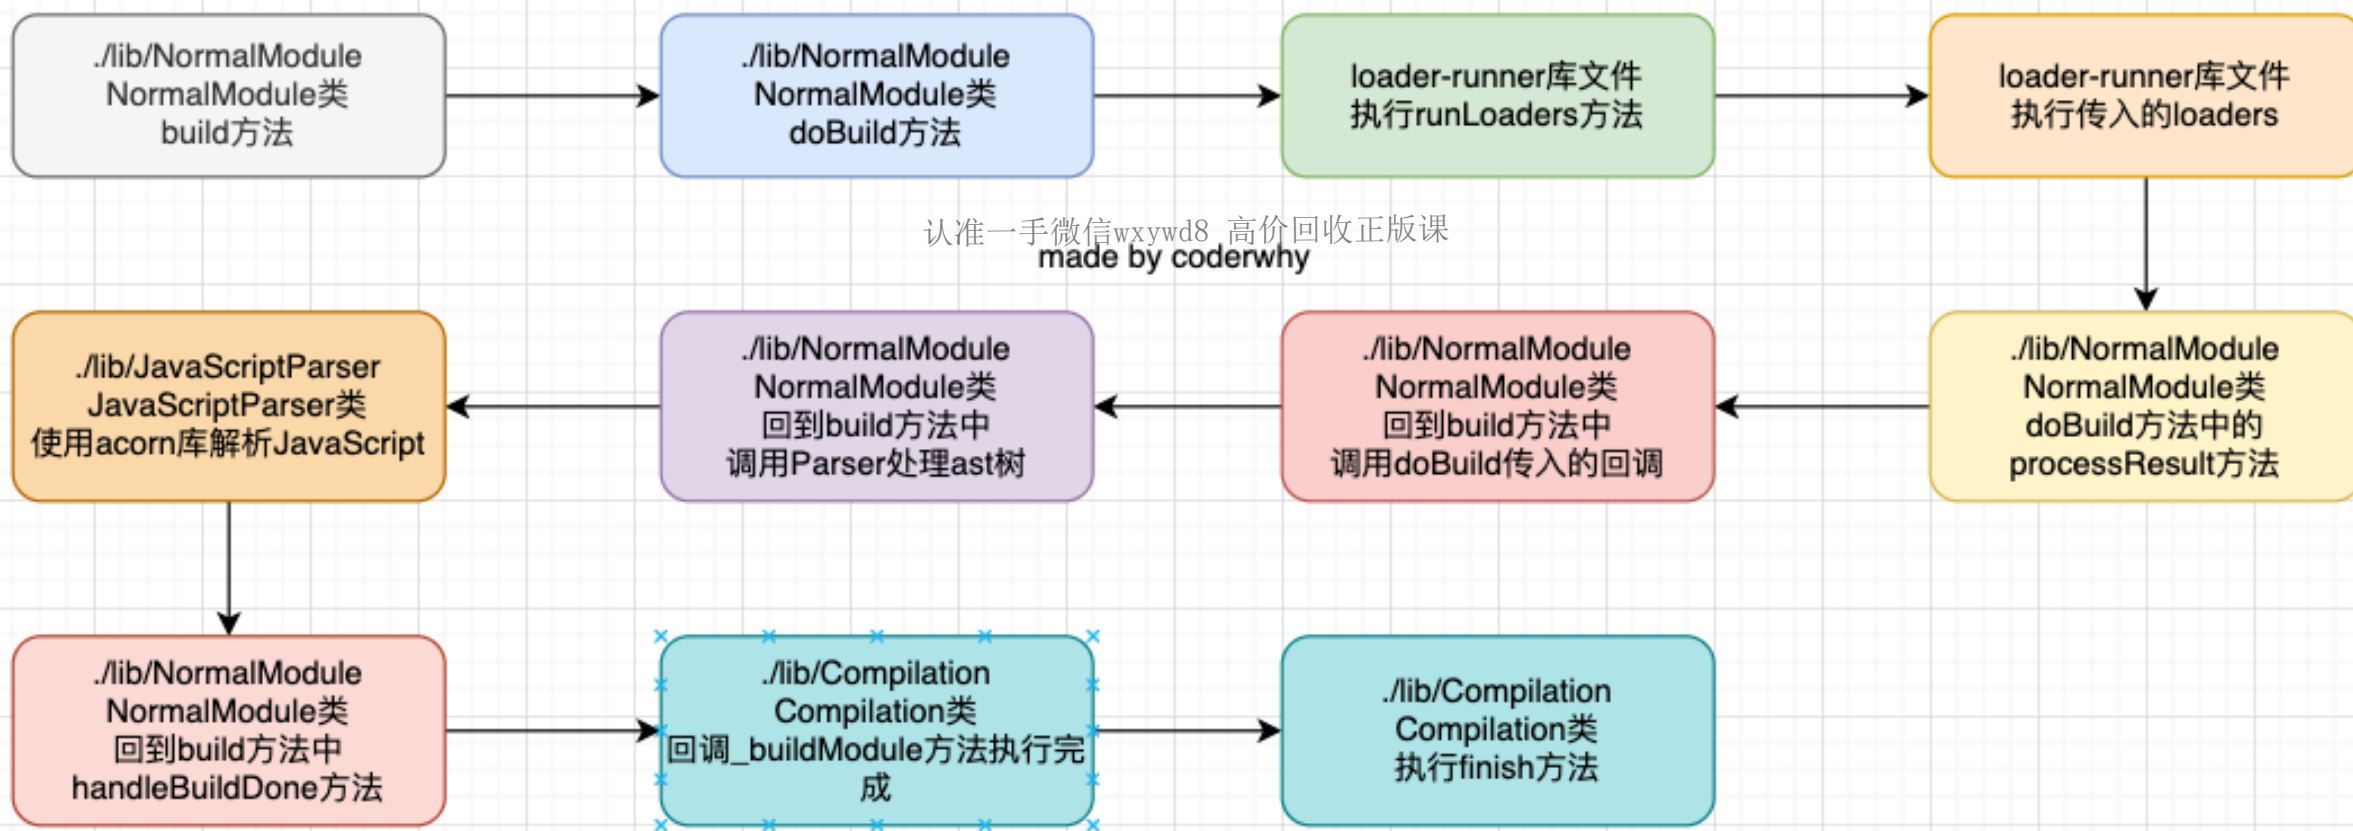 ./lib/NormalModule
NormalModule类
build方法
./lib/NormalModule
NormalModule类
doBuild方法
loader-runner库文件
执行runLoaders方法
loader-runner库文件
执行传入的loaders
认准一手微信wxywd8 高价回收正版课
made by coderwhy
./lib/NormalModule
NormalModule类
doBuild方法中的
processResult方法
./lib/NormalModule
NormalModule类
回到build方法中
调用doBuild传入的回调
./lib/NormalModule
NormalModule类
回到build方法中
调用Parser处理ast树
./lib/JavaScriptParser
JavaScriptParser类
使用acorn库解析JavaScript
./lib/NormalModule
NormalModule类
回到build方法中
handleBuildDone方法
./lib/Compilation
Compilation类
回调_buildModule方法执行完
成
./lib/Compilation
Compilation类
执行finish方法